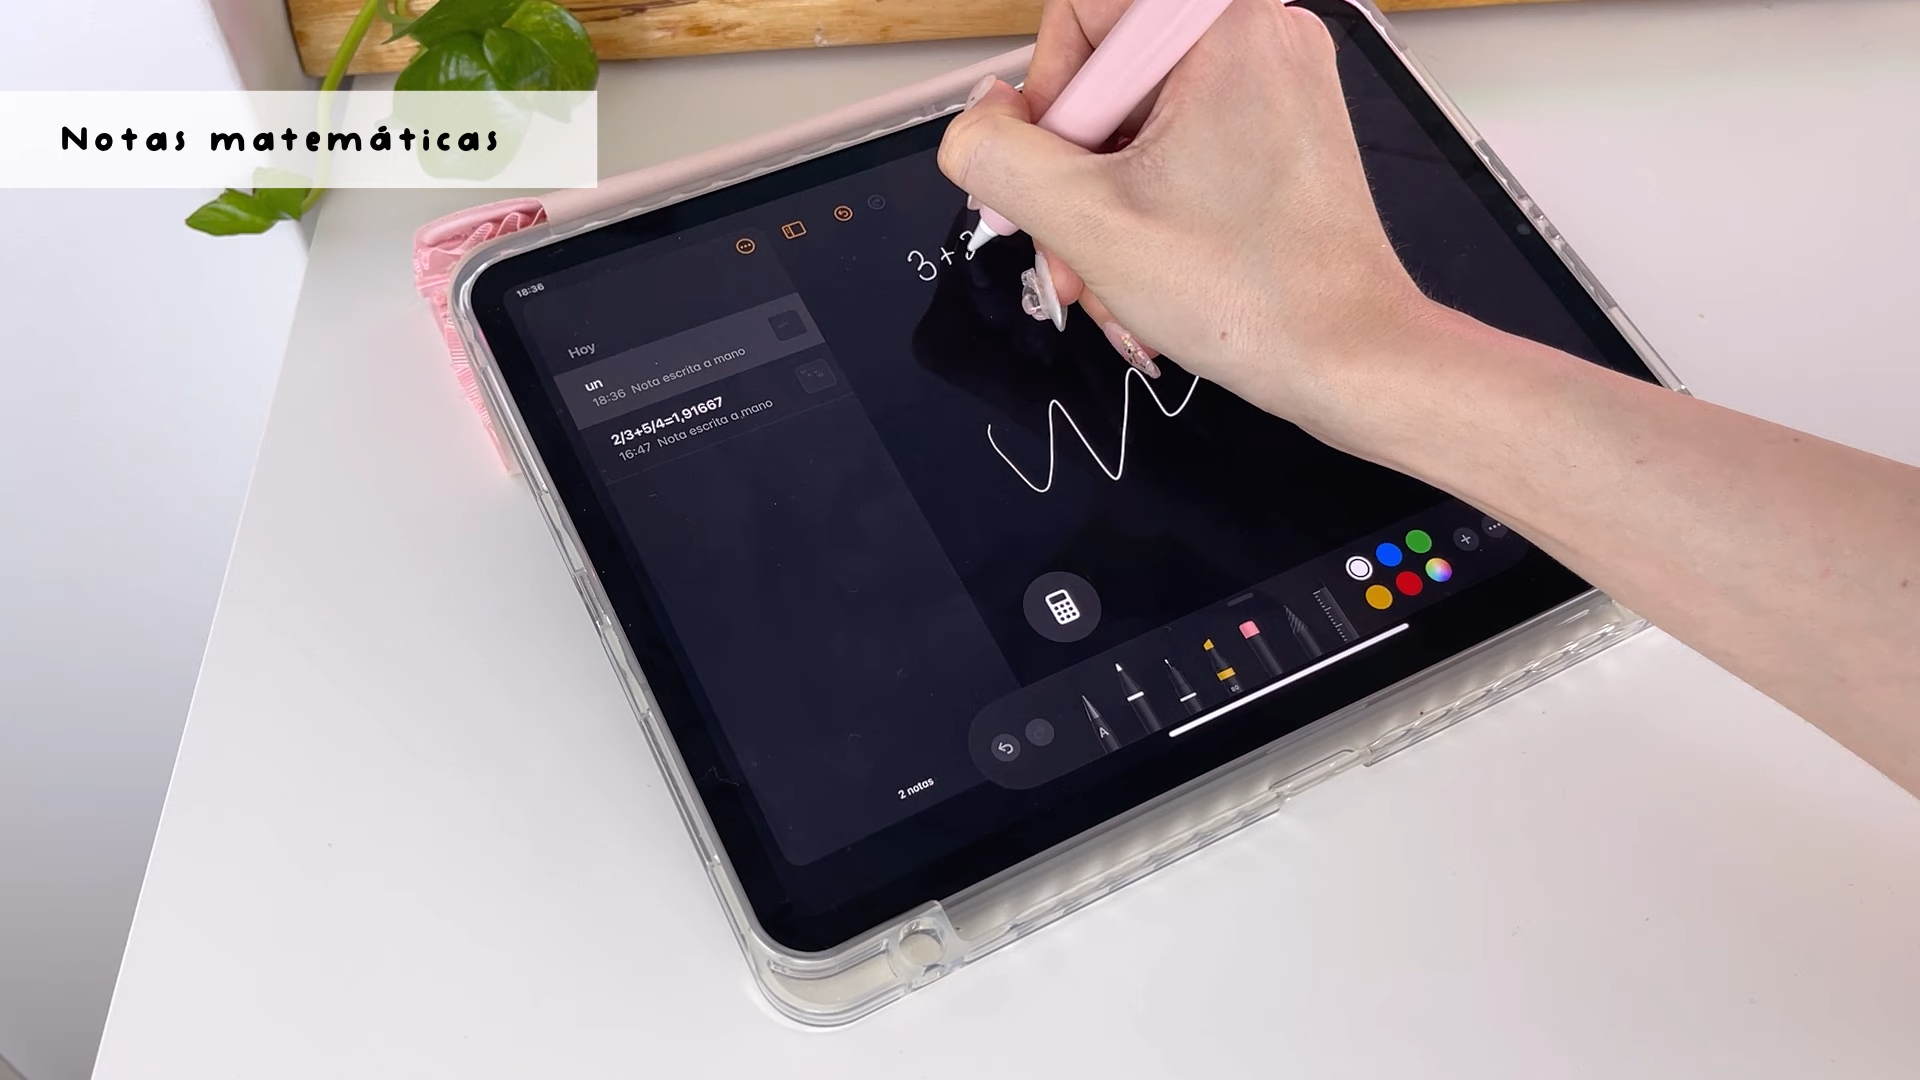 Notas matemáticas
18:36
Hoy
un
18:36 Nota escrita a mano
2/3+5/4=1,91667
16:47 Nota escrita a mano
2 notas
3+
A
80